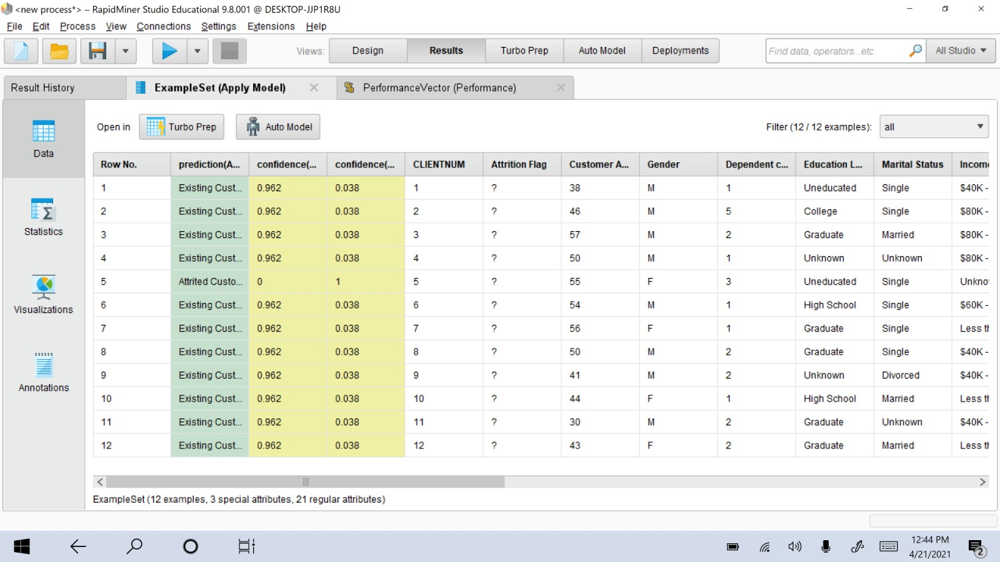 <new process*> – RapidMiner Studio Educational 9.8.001 @ DESKTOP-JJP1R8U
File Edit Process View Connections Settings Extensions Help
Views: Design Results Turbo Prep Auto Model Deployments Find data, operators...etc All Studio
Result History ExampleSet (Apply Model) PerformanceVector (Performance)
Data
Statistics
Visualizations
Annotations
Open in Turbo Prep Auto Model Filter (12 / 12 examples): all
Row No. prediction(A... confidence(... confidence(... CLIENTNUM Attrition Flag Customer A... Gender Dependent c... Education L... Marital Status Incom
1 Existing Cust... 0.962 0.038 1 ? 38 M 1 Uneducated Single $40K -
2 Existing Cust... 0.962 0.038 2 ? 46 M 5 College Single $80K -
3 Existing Cust... 0.962 0.038 3 ? 57 M 2 Graduate Married $80K -
4 Existing Cust... 0.962 0.038 4 ? 50 M 1 Unknown Unknown $80K -
5 Attrited Custo... 0 1 5 ? 55 F 3 Uneducated Single Unkno
6 Existing Cust... 0.962 0.038 6 ? 54 M 1 High School Single $60K -
7 Existing Cust... 0.962 0.038 7 ? 56 F 1 Graduate Single Less th
8 Existing Cust... 0.962 0.038 8 ? 50 M 2 Graduate Single $40K -
9 Existing Cust... 0.962 0.038 9 ? 41 M 2 Unknown Divorced $40K -
10 Existing Cust... 0.962 0.038 10 ? 44 F 1 High School Married Less th
11 Existing Cust... 0.962 0.038 11 ? 30 M 2 Graduate Unknown $40K -
12 Existing Cust... 0.962 0.038 12 ? 43 F 2 Graduate Married Less th
ExampleSet (12 examples, 3 special attributes, 21 regular attributes)
12:44 PM
4/21/2021
2